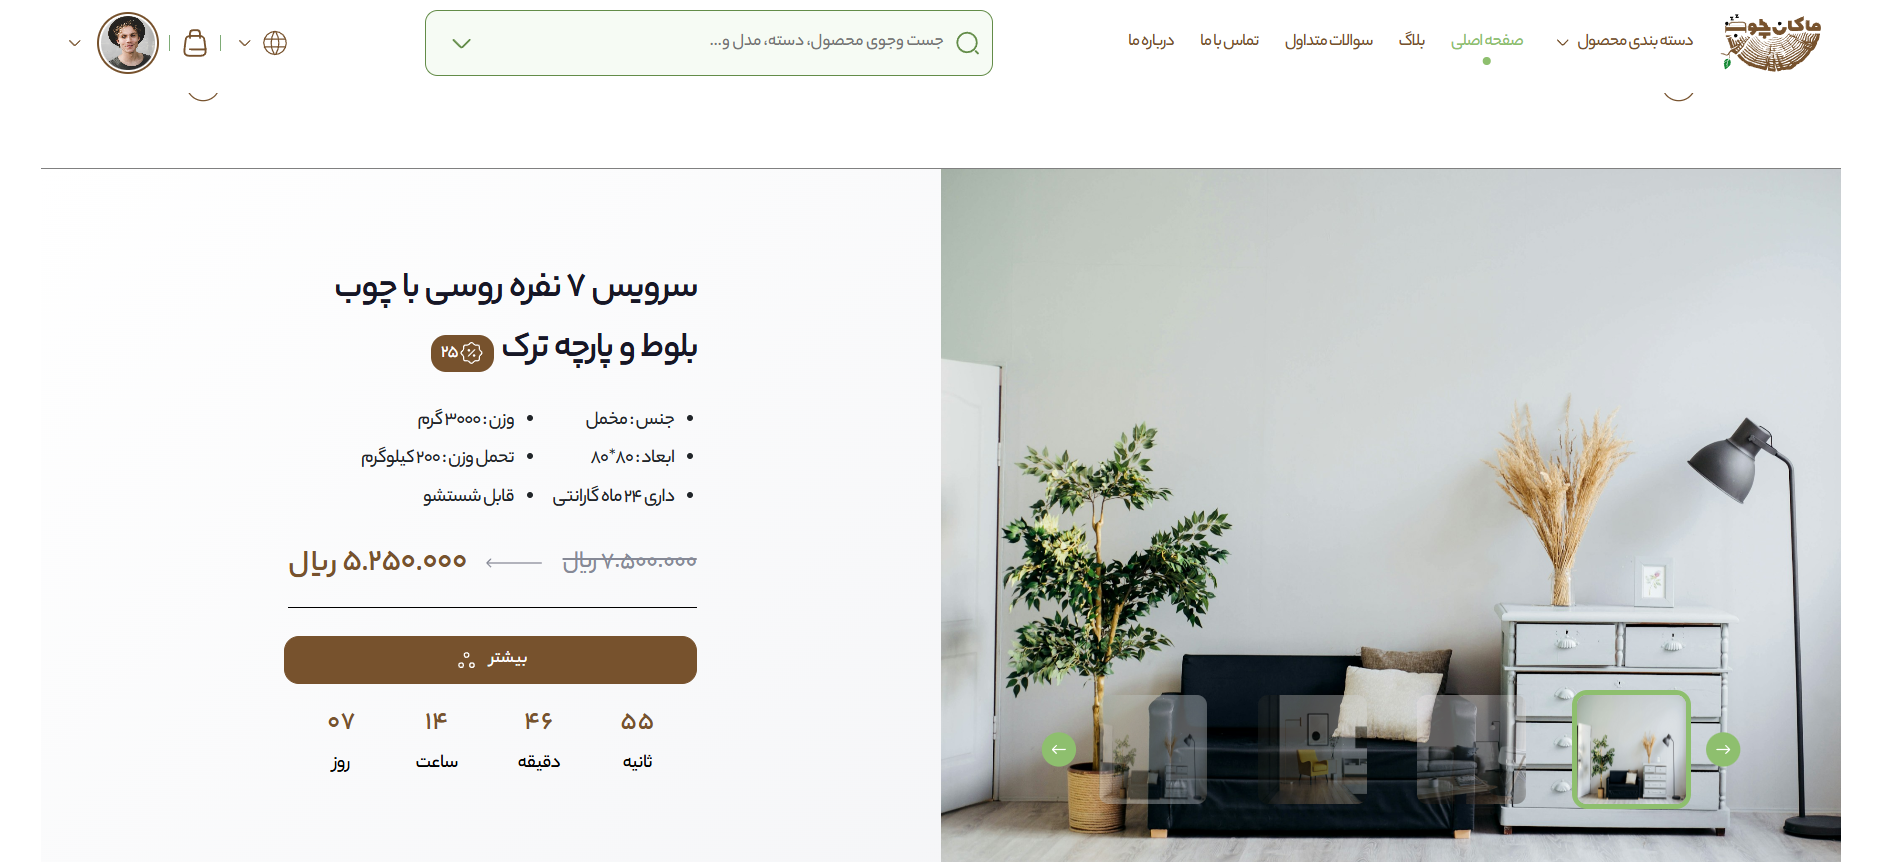 ماکان چوب
دسته بندی محصول
صفحه اصلی
بلاگ
سوالات متداول
تماس با ما
درباره ما
جست وجوی محصول، دسته، مدل و...
سرویس ۷ نفره روسی با چوب
بلوط و پارچه ترک ۲۵
جنس : مخمل
وزن : ۳۰۰۰ گرم
ابعاد : ۸۰*۸۰
تحمل وزن : ۲۰۰ کیلوگرم
داری ۲۴ ماه گارانتی
قابل شستشو
۷.۵۰۰.۰۰۰ ریال
۵.۲۵۰.۰۰۰ ریال
بیشتر
۵۵ ۴۶ ۱۴ ۰۷
ثانیه دقیقه ساعت روز